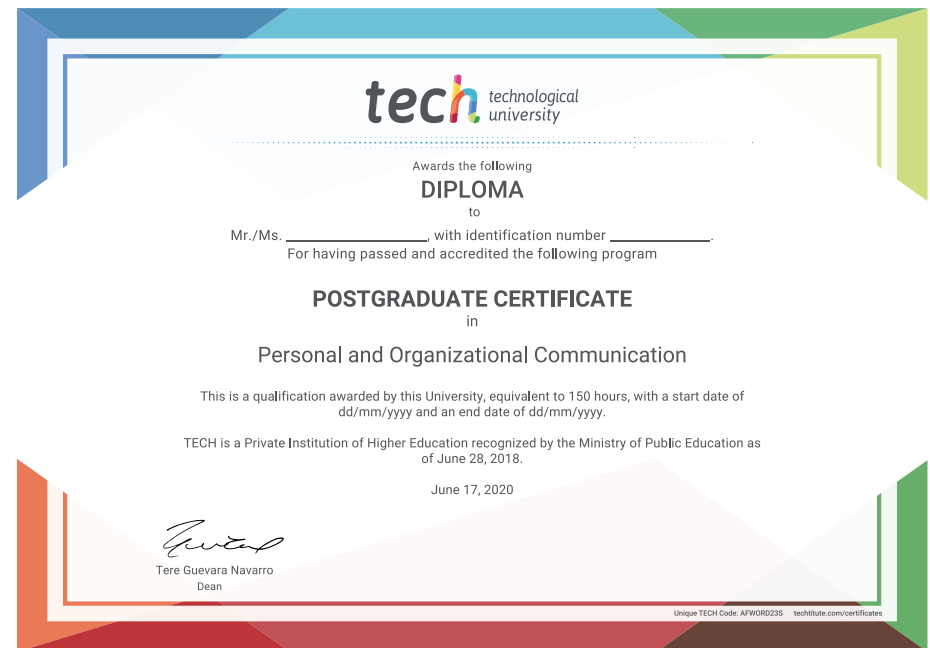 tech technological
university
Awards the following
DIPLOMA
to
Mr./Ms. ____________________, with identification number ______________.
For having passed and accredited the following program
POSTGRADUATE CERTIFICATE
in
Personal and Organizational Communication
This is a qualification awarded by this University, equivalent to 150 hours, with a start date of
dd/mm/yyyy and an end date of dd/mm/yyyy.
TECH is a Private Institution of Higher Education recognized by the Ministry of Public Education as
of June 28, 2018.
June 17, 2020
Tere Guevara Navarro
Dean
Unique TECH Code: AFWORD23S techtitute.com/certificates